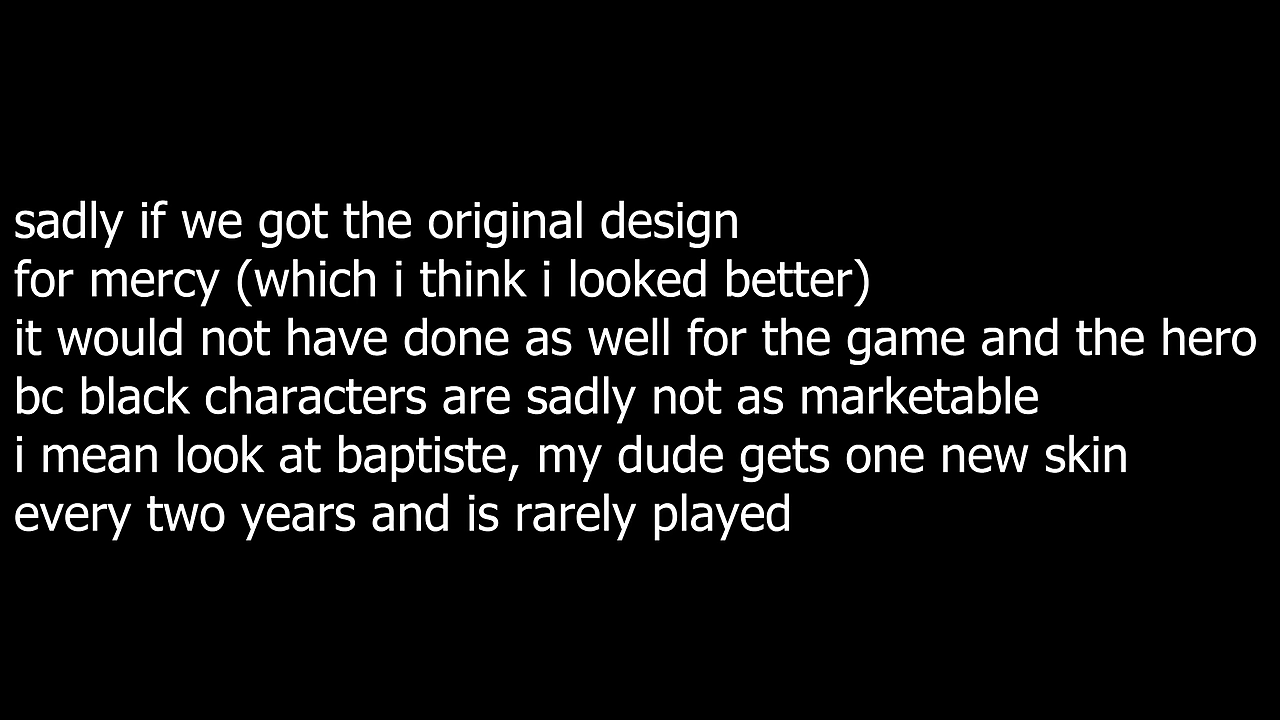 sadly if we got the original design
for mercy (which i think i looked better)
it would not have done as well for the game and the hero
bc black characters are sadly not as marketable
i mean look at baptiste, my dude gets one new skin
every two years and is rarely played